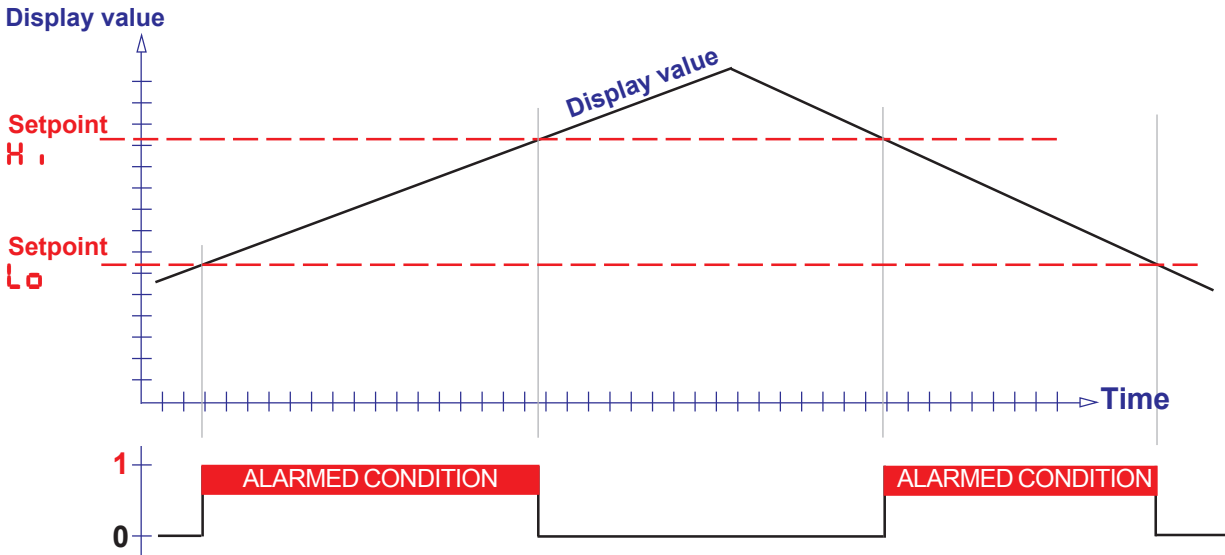 Display value
Display value
Setpoint
Hi
Setpoint
Lo
Time
1
ALARMED CONDITION
ALARMED CONDITION
0